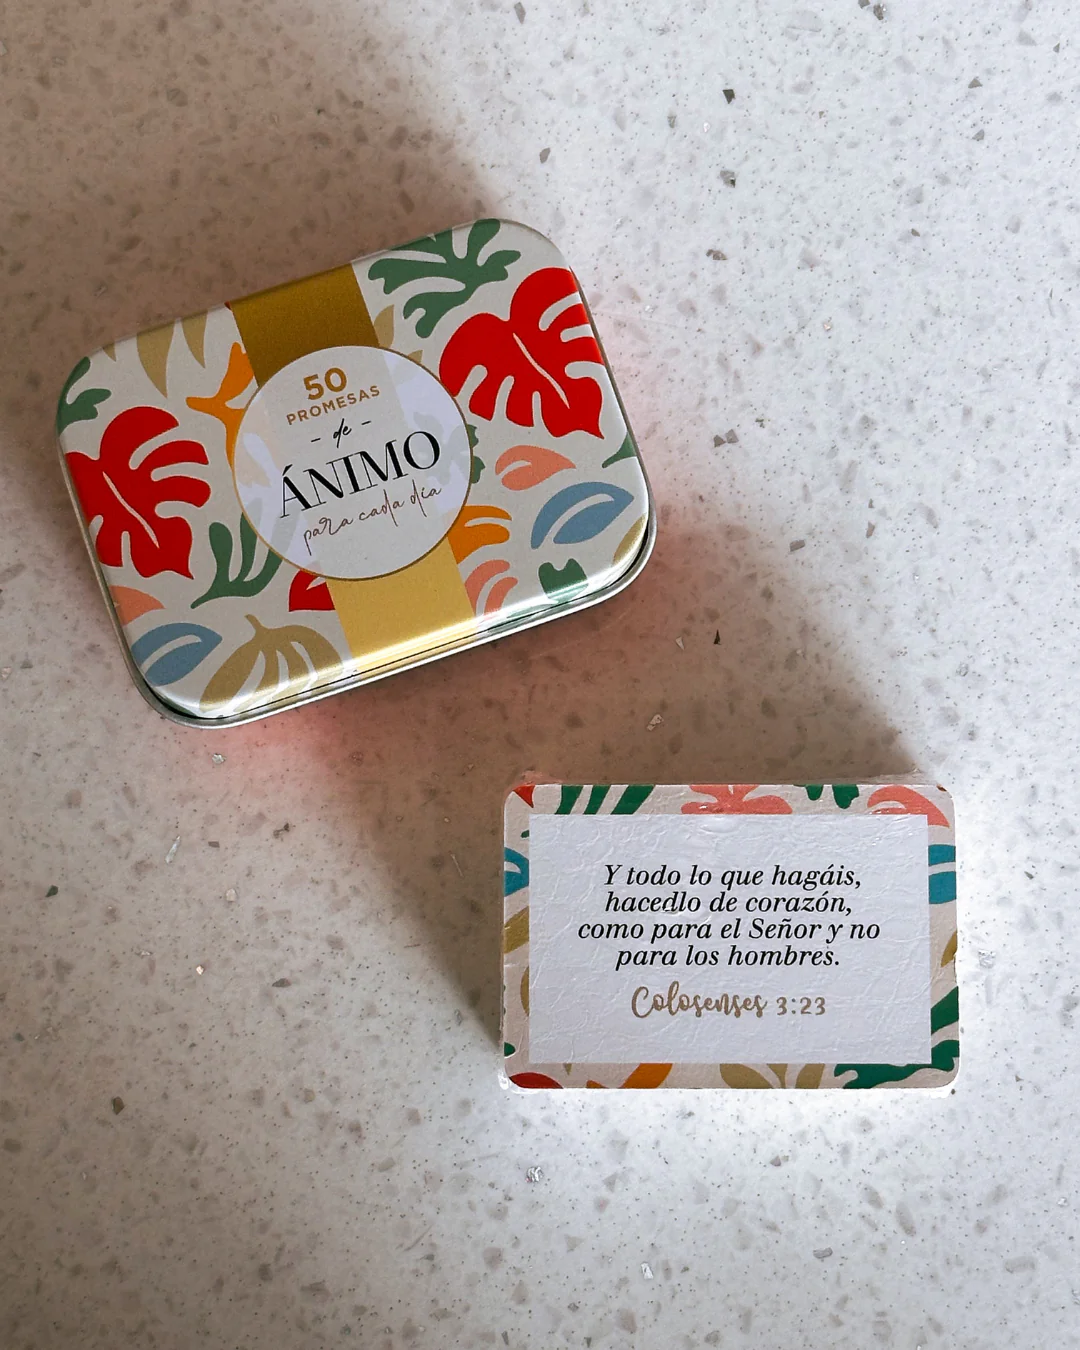 50
PROMESAS
- de -
ÁNIMO
para cada día
Y todo lo que hagáis,
hacedlo de corazón,
como para el Señor y no
para los hombres.
Colosenses 3:23